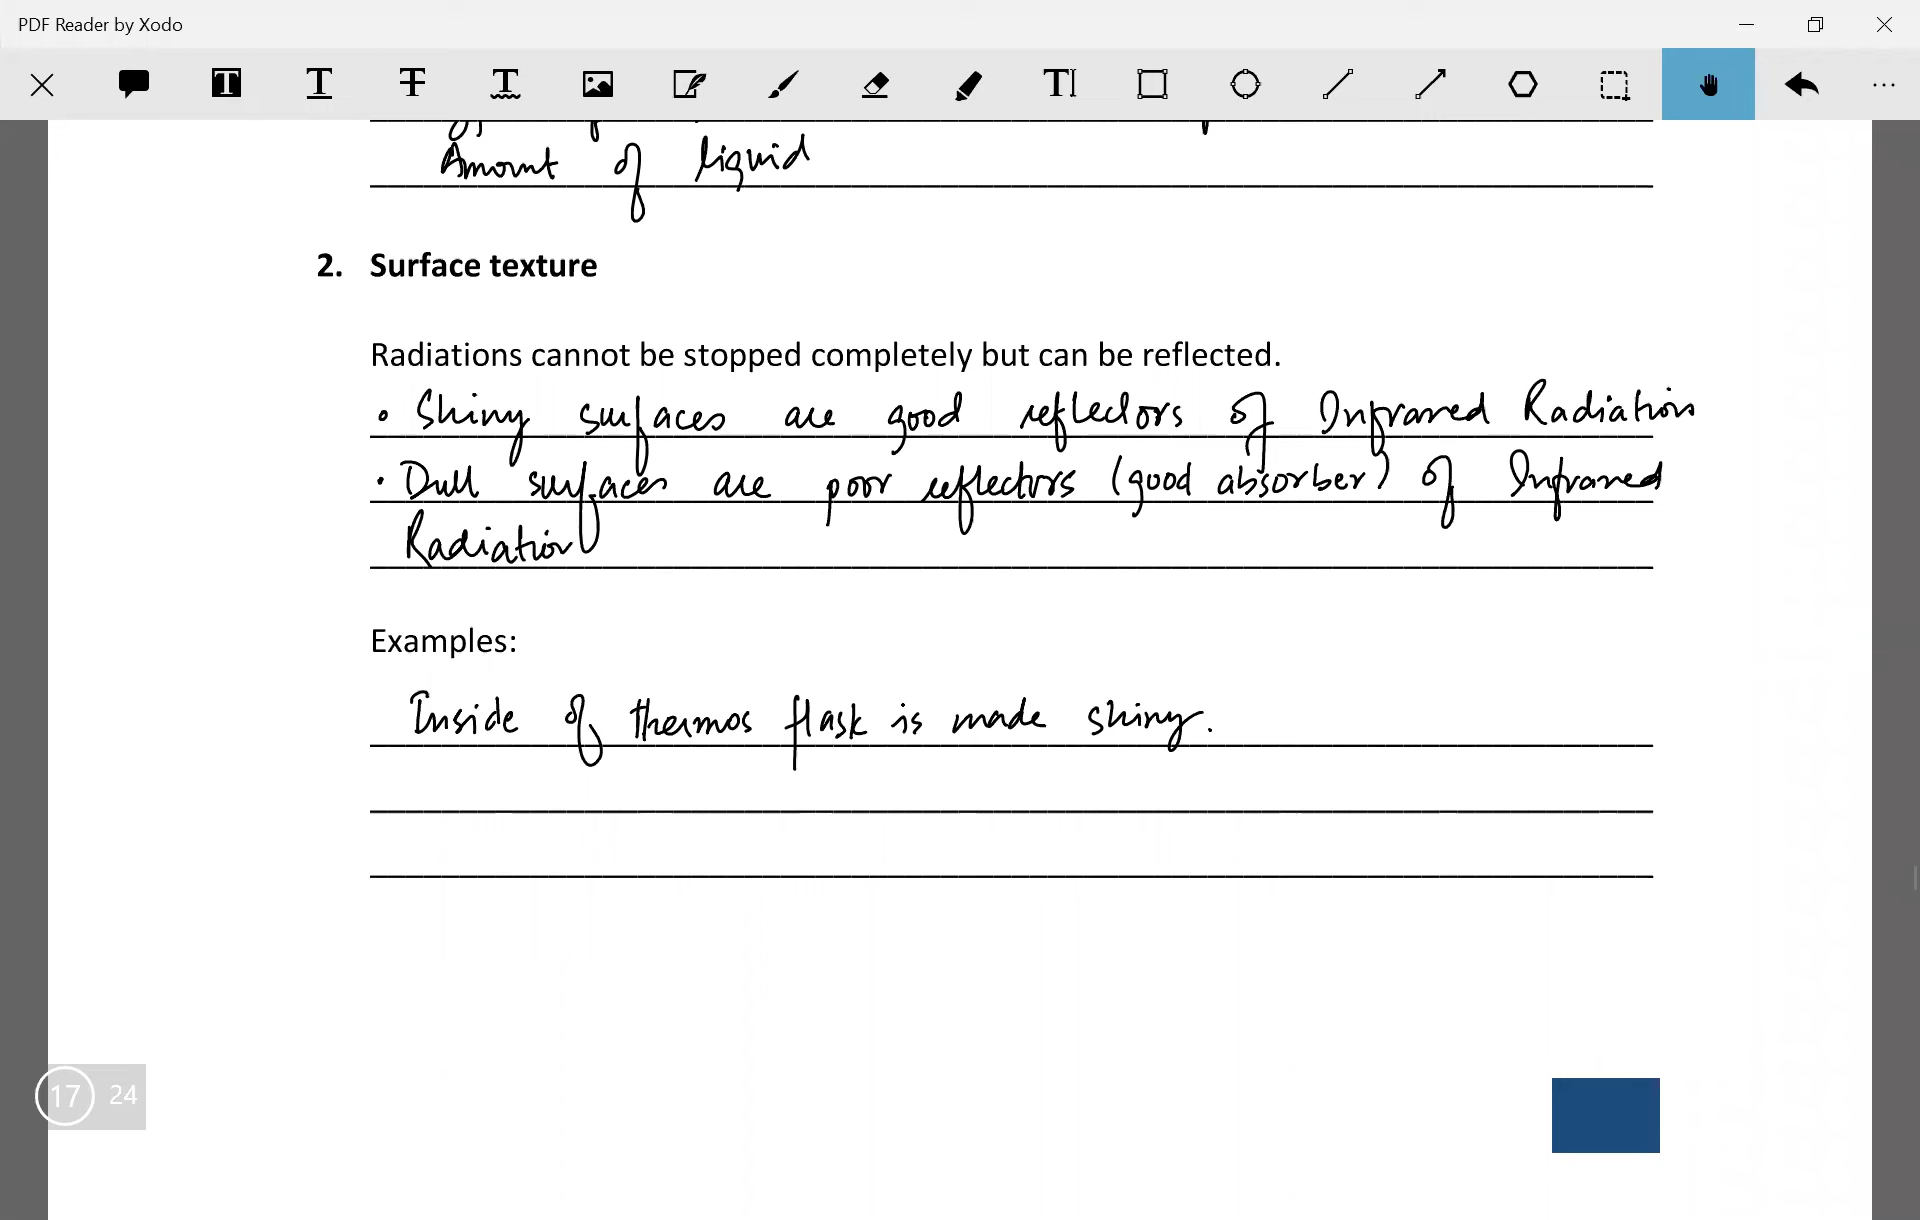 PDF Reader by Xodo
Amount of liquid
2. Surface texture
Radiations cannot be stopped completely but can be reflected.
• Shiny surfaces are good reflectors of Infrared Radiations
• Dull surfaces are poor reflectors (good absorber) of Infrared
Radiation
Examples:
Inside of thermos flask is made shiny.
17 24